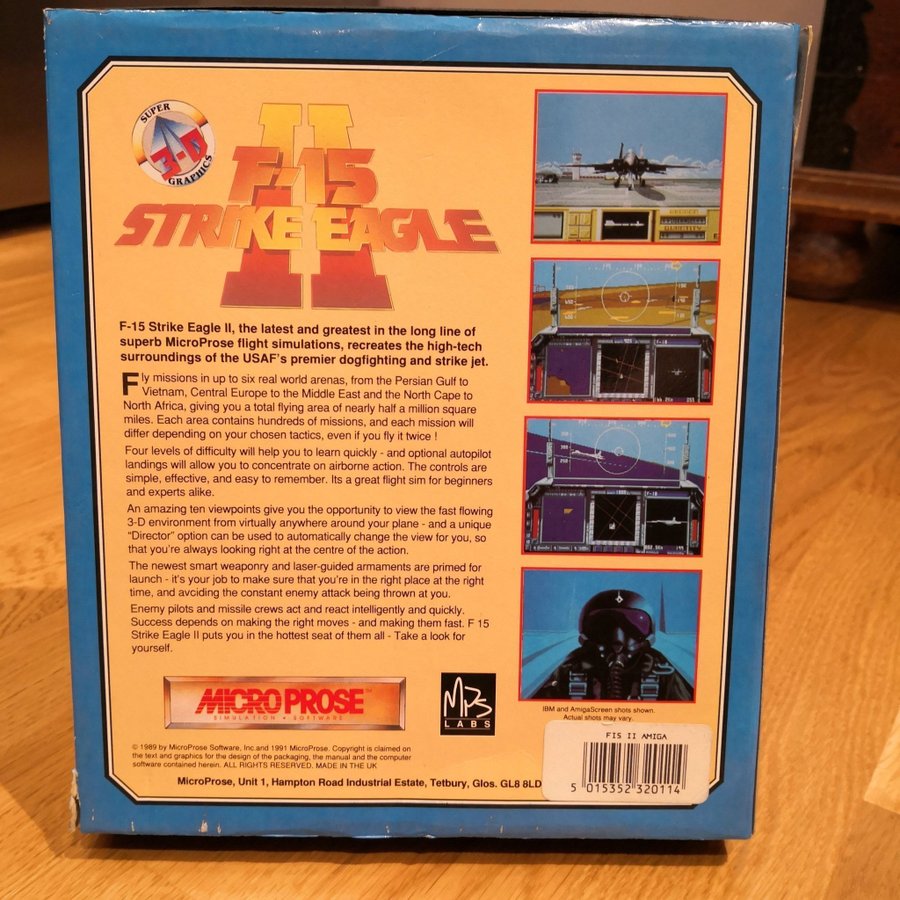 SUPER
3-D
GRAPHICS
II
F-15
STRIKE EAGLE
F-15 Strike Eagle II, the latest and greatest in the long line of
superb MicroProse flight simulations, recreates the high-tech
surroundings of the USAF's premier dogfighting and strike jet.
Fly missions in up to six real world arenas, from the Persian Gulf to
Vietnam, Central Europe to the Middle East and the North Cape to
North Africa, giving you a total flying area of nearly half a million square
miles. Each area contains hundreds of missions, and each mission will
differ depending on your chosen tactics, even if you fly it twice !
Four levels of difficulty will help you to learn quickly - and optional autopilot
landings will allow you to concentrate on airborne action. The controls are
simple, effective, and easy to remember. Its a great flight sim for beginners
and experts alike.
An amazing ten viewpoints give you the opportunity to view the fast flowing
3-D environment from virtually anywhere around your plane - and a unique
"Director" option can be used to automatically change the view for you, so
that you're always looking right at the centre of the action.
The newest smart weaponry and laser-guided armaments are primed for
launch - it's your job to make sure that you're in the right place at the right
time, and avciding the constant enemy attack being thrown at you.
Enemy pilots and missile crews act and react intelligently and quickly.
Success depends on making the right moves - and making them fast. F 15
Strike Eagle II puts you in the hottest seat of them all - Take a look for
yourself.
MICROPROSE™
SIMULATION • SOFTWARE
MPS
LABS
IBM and AmigaScreen shots shown.
Actual shots may vary.
© 1989 by MicroProse Software, Inc.and 1991 MicroProse. Copyright is claimed on
the text and graphics for the design of the packaging, the manual and the computer
software contained herein. ALL RIGHTS RESERVED. MADE IN THE UK
MicroProse, Unit 1, Hampton Road Industrial Estate, Tetbury, Glos. GL8 8LD
FIS II AMIGA
5 015352 320114